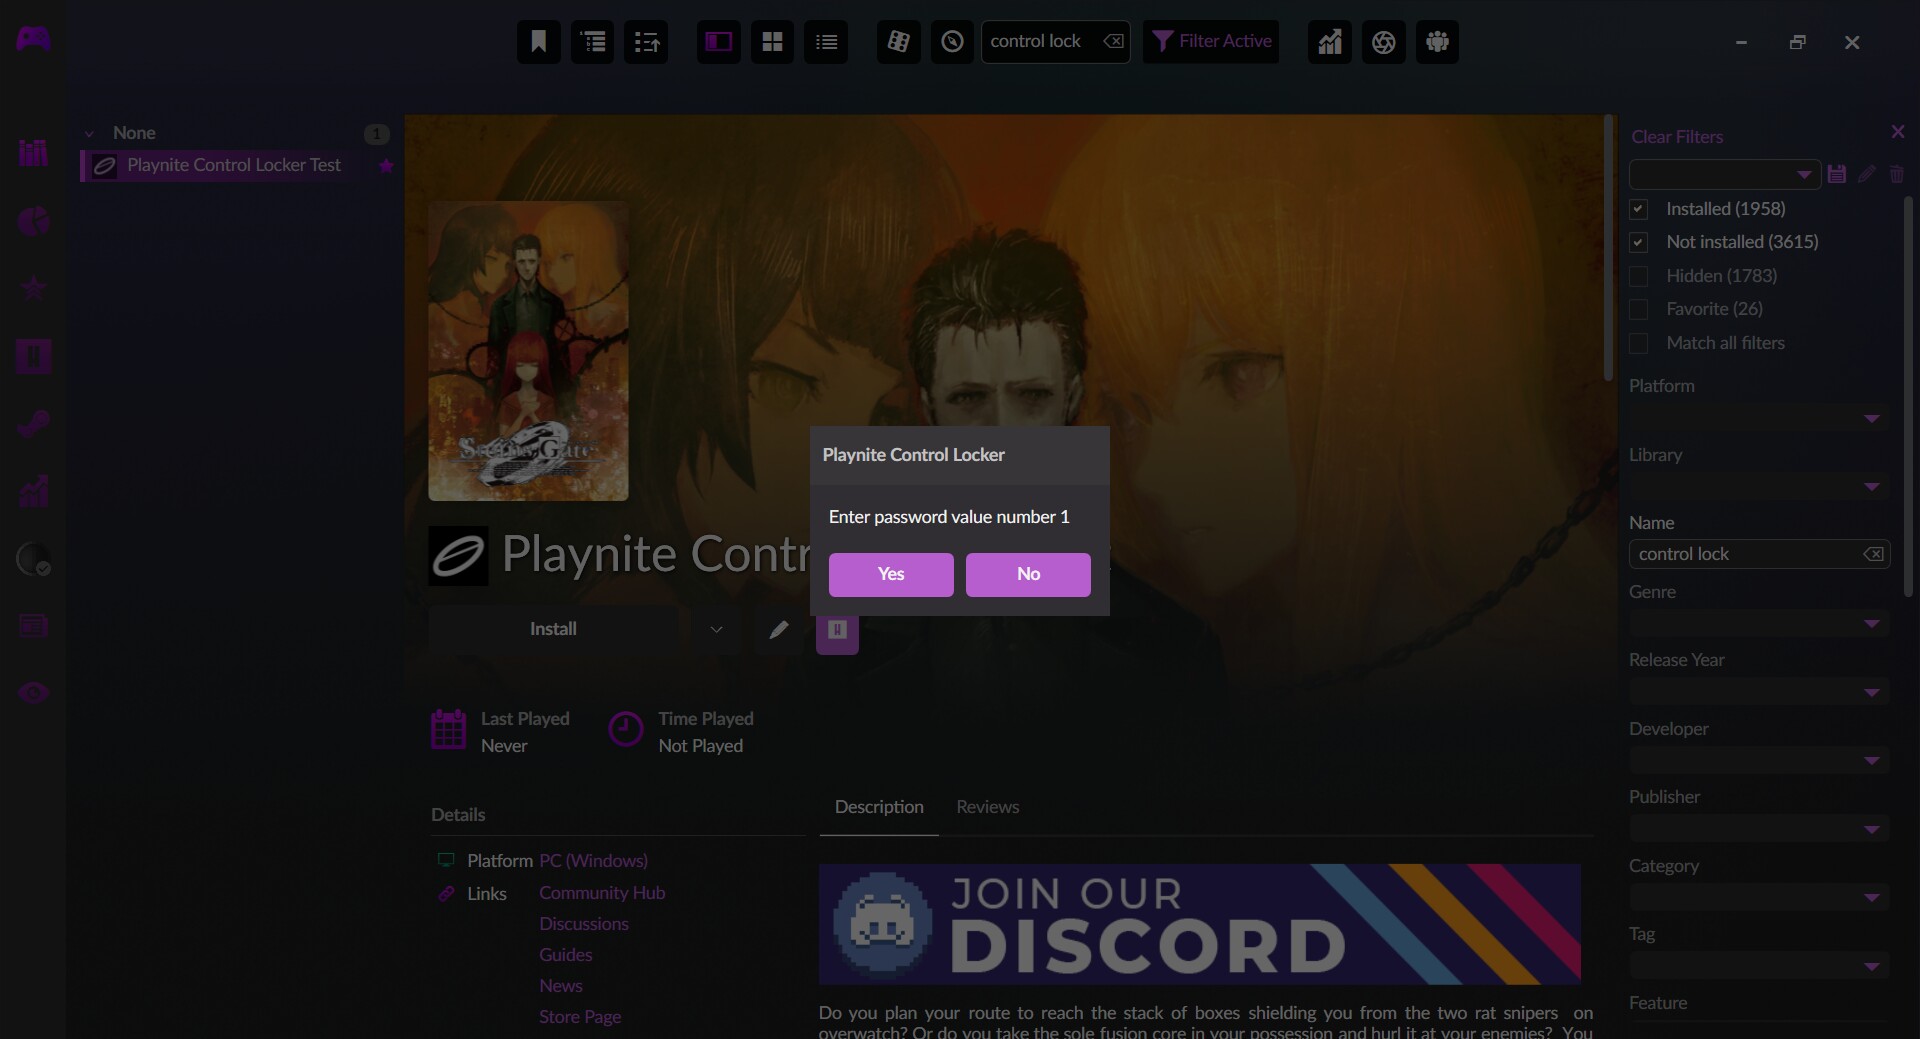 control lock
Filter Active
None
1
Playnite Control Locker Test
Clear Filters
Installed (1958)
Not installed (3615)
Hidden (1783)
Favorite (26)
Match all filters
Platform
Library
Name
control lock
Genre
Release Year
Developer
Publisher
Category
Tag
Feature
Playnite Control Locker
Enter password value number 1
Yes
No
Playnite Contr
Install
Last Played
Never
Time Played
Not Played
Details
Platform PC (Windows)
Links Community Hub
Discussions
Guides
News
Store Page
Description
Reviews
JOIN OUR
DISCORD
Do you plan your route to reach the stack of boxes shielding you from the two rat snipers on
overwatch? Or do you take the sole fusion core in your possession and hurl it at your enemies? You